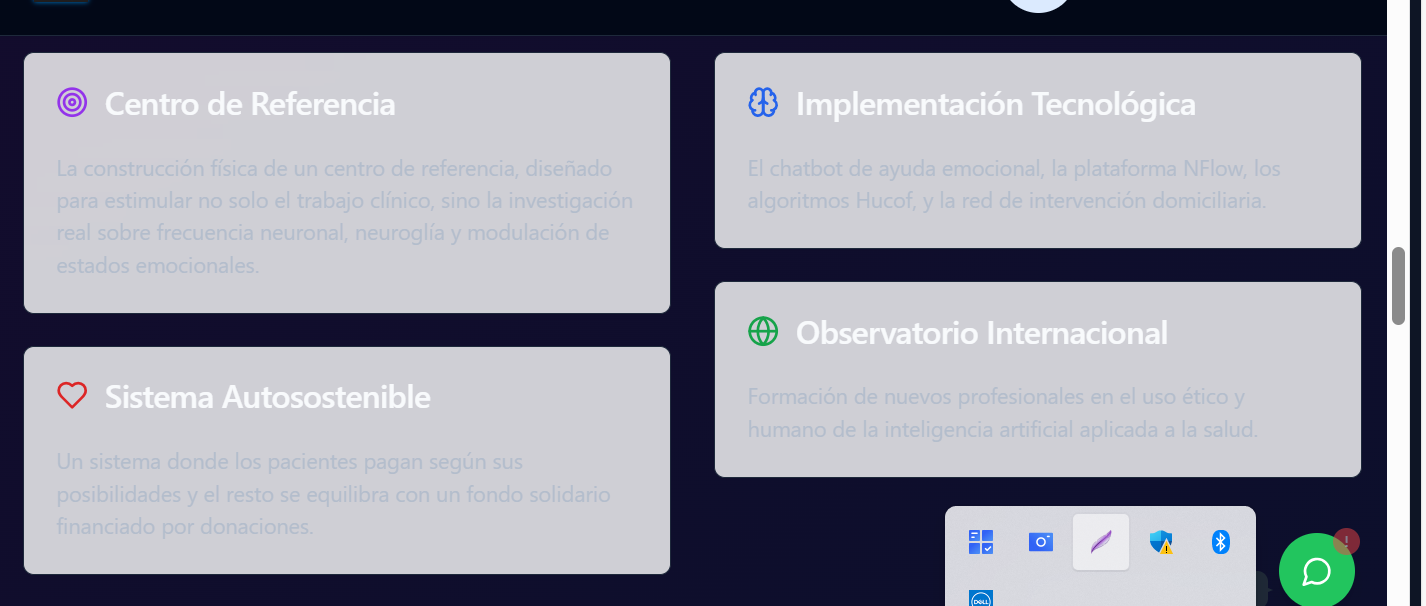 Centro de Referencia
La construcción física de un centro de referencia, diseñado
para estimular no solo el trabajo clínico, sino la investigación
real sobre frecuencia neuronal, neuroglía y modulación de
estados emocionales.
Sistema Autosostenible
Un sistema donde los pacientes pagan según sus
posibilidades y el resto se equilibra con un fondo solidario
financiado por donaciones.
Implementación Tecnológica
El chatbot de ayuda emocional, la plataforma NFlow, los
algoritmos Hucof, y la red de intervención domiciliaria.
Observatorio Internacional
Formación de nuevos profesionales en el uso ético y
humano de la inteligencia artificial aplicada a la salud.
!
DELL